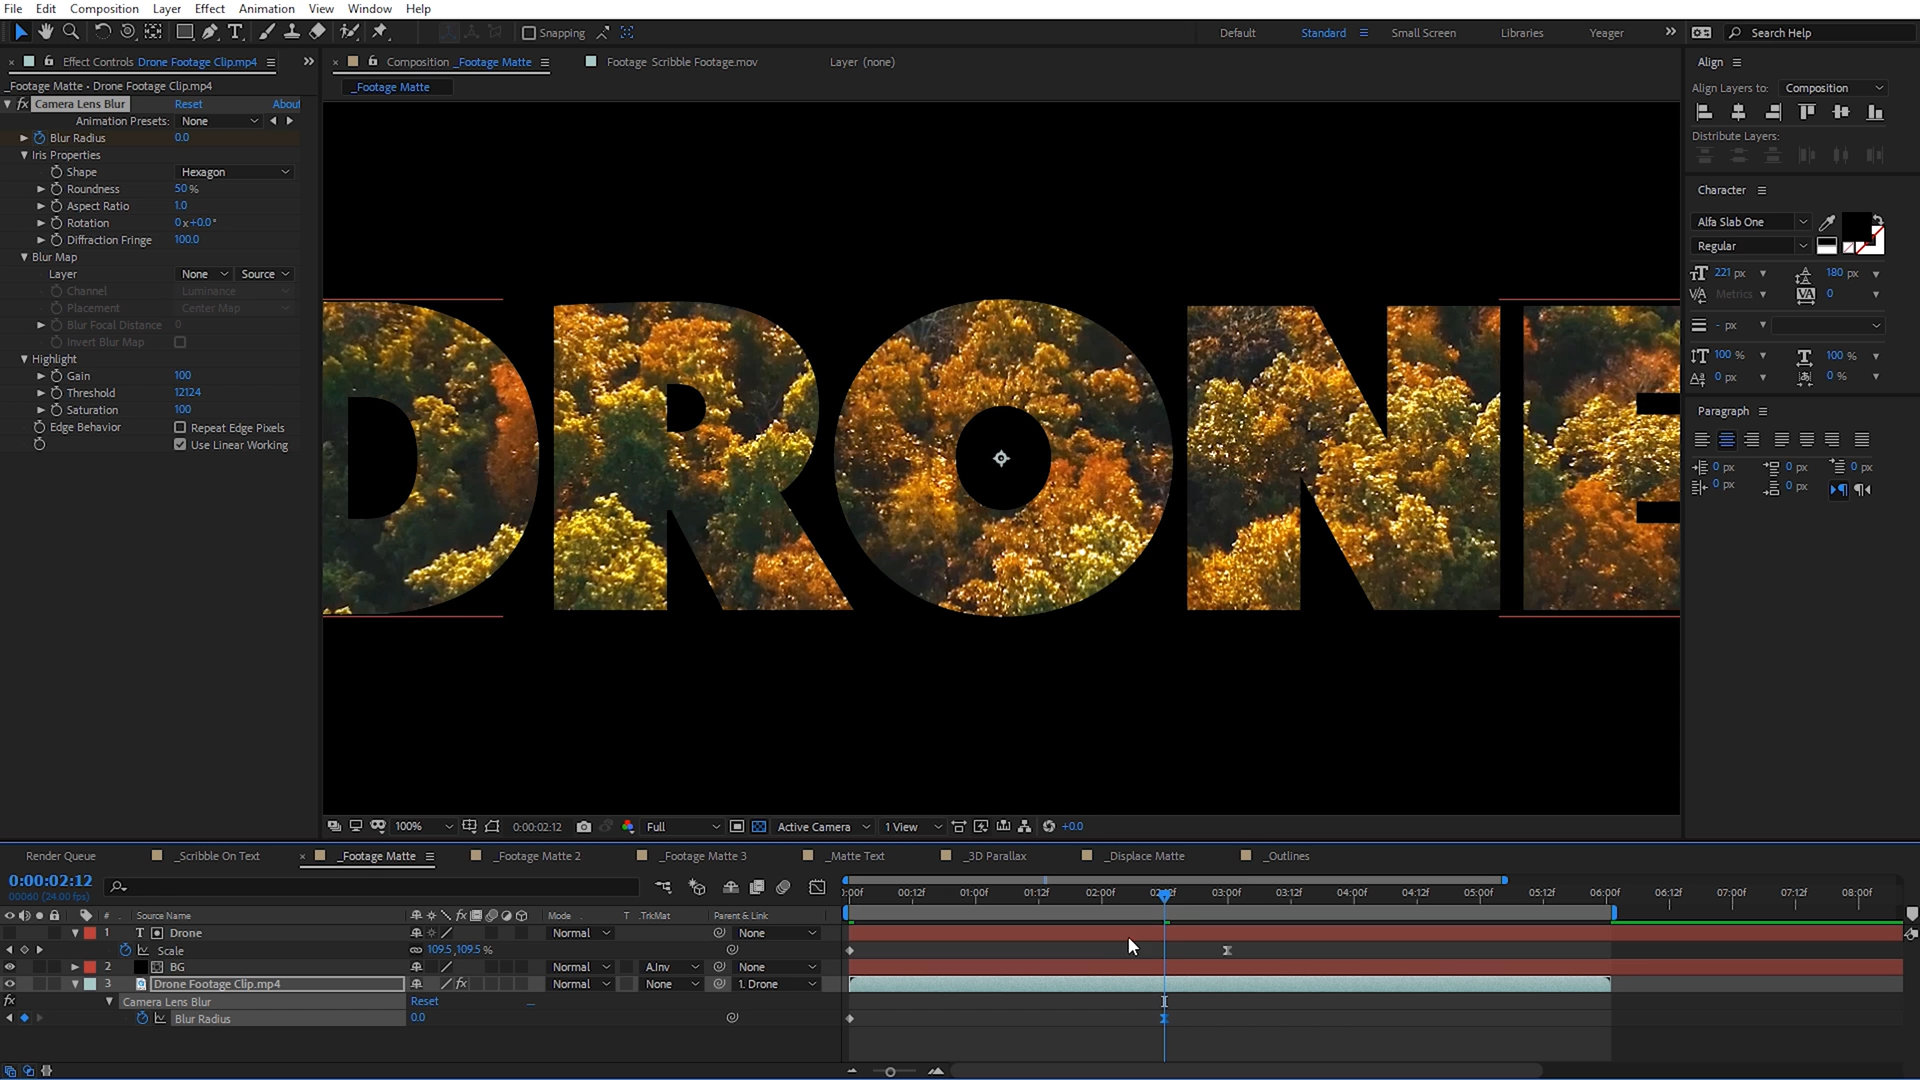 File Edit Composition Layer Effect Animation View Window Help
Snapping Default Standard Small Screen Libraries Yeager Search Help
Effect Controls Drone Footage Clip.mp4
_Footage Matte • Drone Footage Clip.mp4
fx Camera Lens Blur Reset About
Animation Presets: None
Blur Radius 0.0
Iris Properties
Shape Hexagon
Roundness 50 %
Aspect Ratio 1.0
Rotation 0x+0.0°
Diffraction Fringe 100.0
Blur Map
Layer None Source
Channel Luminance
Placement Center Map
Blur Focal Distance 0
Invert Blur Map
Highlight
Gain 100
Threshold 12124
Saturation 100
Edge Behavior Repeat Edge Pixels
Use Linear Working
Composition _Footage Matte Footage Scribble Footage.mov Layer (none)
_Footage Matte
DRONE
100% 0:00:02:12 Full Active Camera 1 View +0.0
Align
Align Layers to: Composition
Distribute Layers:
Character
Alfa Slab One
Regular
221 px 180 px
Metrics 0
- px
100 % 100 %
0 px 0 %
Paragraph
0 px 0 px 0 px
0 px 0 px
Render Queue _Scribble On Text _Footage Matte _Footage Matte 2 _Footage Matte 3 _Matte Text _3D Parallax _Displace Matte _Outlines
0:00:02:12
00060 (24.00 fps)
:00f 00:12f 01:00f 01:12f 02:00f 02:12f 03:00f 03:12f 04:00f 04:12f 05:00f 05:12f 06:00f 06:12f 07:00f 07:12f 08:00f
# Source Name fx Mode T .TrkMat Parent & Link
1 T Drone Normal None
Scale 109.5,109.5 %
2 BG Normal A.Inv None
3 Drone Footage Clip.mp4 fx Normal None 1. Drone
fx Camera Lens Blur Reset
Blur Radius 0.0